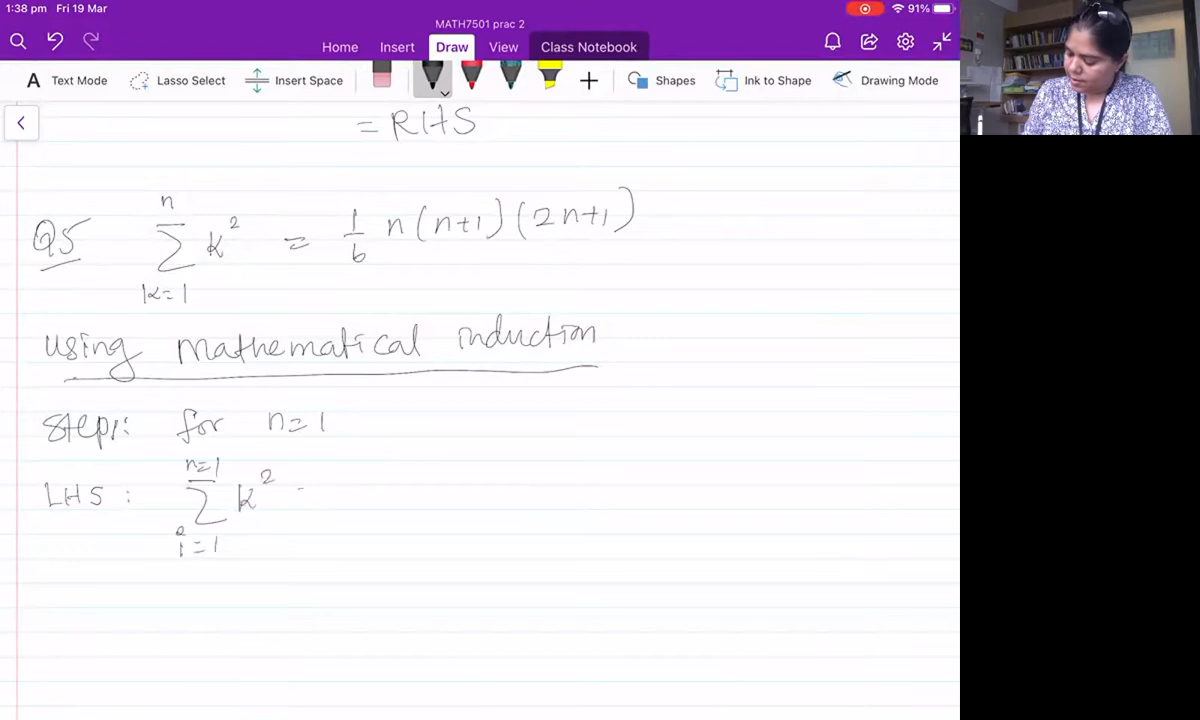 1:38 pm Fri 19 Mar
91%
MATH7501 prac 2
Home Insert Draw View Class Notebook
A Text Mode Lasso Select Insert Space + Shapes Ink to Shape Drawing Mode
= RHS
Q5 n ∑ k=1 k² = 1/6 n(n+1)(2n+1)
using mathematical induction
Step1: for n=1
LHS: n=1 ∑ i=1 k²